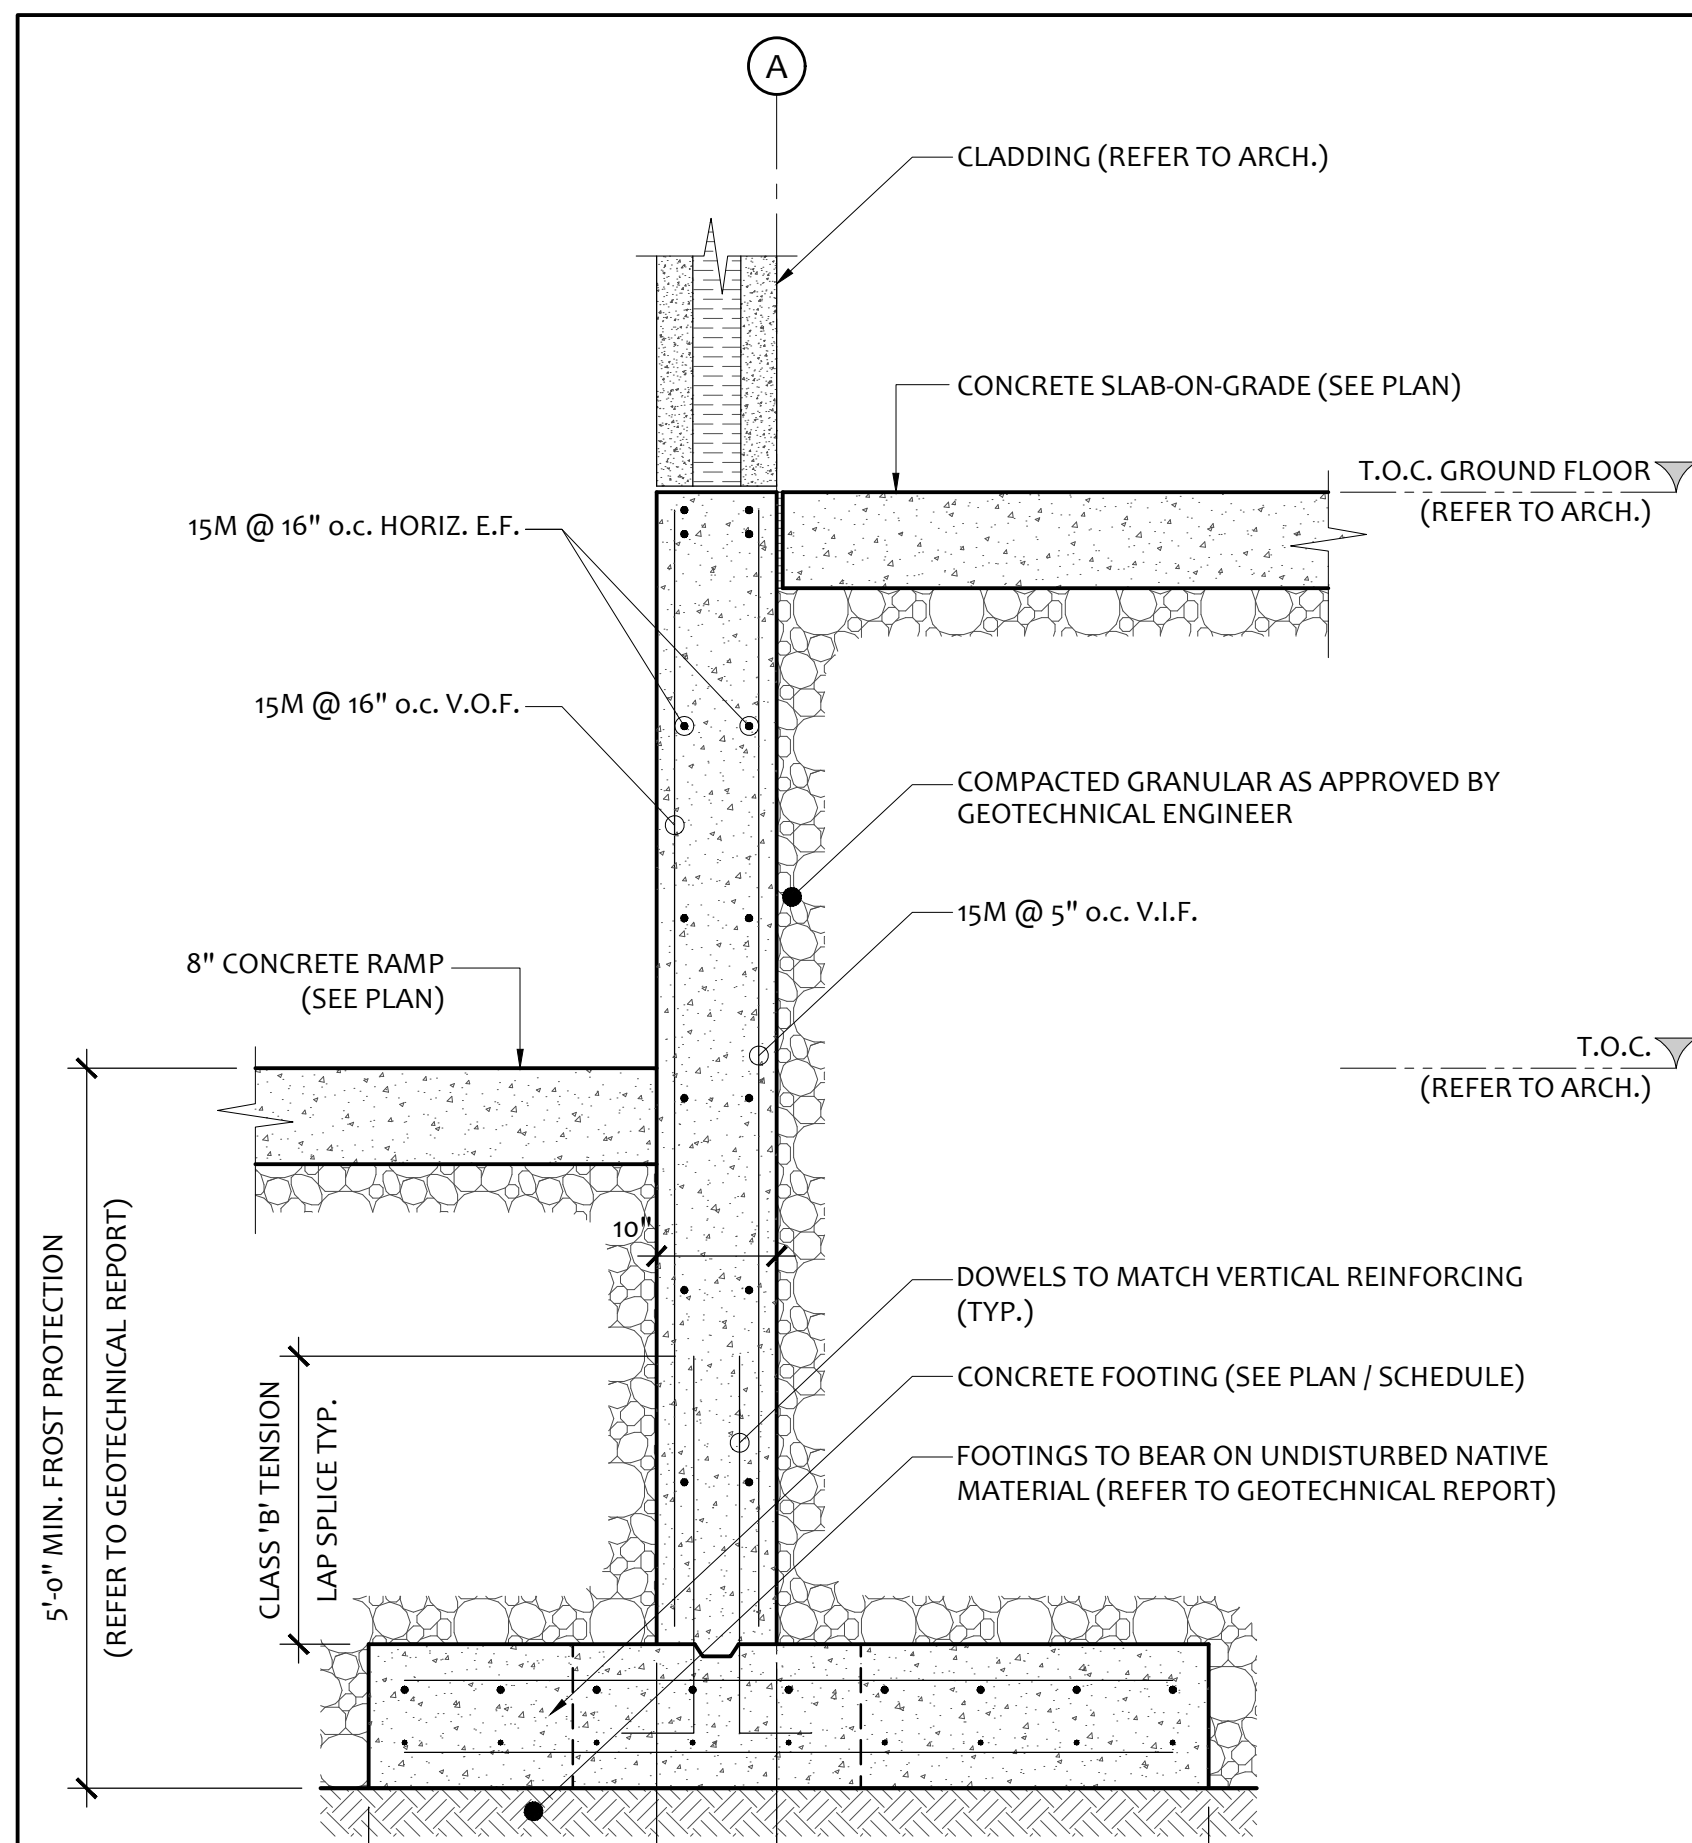 A
CLADDING (REFER TO ARCH.)
CONCRETE SLAB-ON-GRADE (SEE PLAN)
T.O.C. GROUND FLOOR
(REFER TO ARCH.)
15M @ 16" o.c. HORIZ. E.F.
15M @ 16" o.c. V.O.F.
COMPACTED GRANULAR AS APPROVED BY
GEOTECHNICAL ENGINEER
15M @ 5" o.c. V.I.F.
8" CONCRETE RAMP
(SEE PLAN)
T.O.C.
(REFER TO ARCH.)
10"
5'-0" MIN. FROST PROTECTION
(REFER TO GEOTECHNICAL REPORT)
CLASS 'B' TENSION
LAP SPLICE TYP.
DOWELS TO MATCH VERTICAL REINFORCING
(TYP.)
CONCRETE FOOTING (SEE PLAN / SCHEDULE)
FOOTINGS TO BEAR ON UNDISTURBED NATIVE
MATERIAL (REFER TO GEOTECHNICAL REPORT)